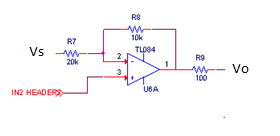 R8
10k
Vs
R7
20k
TL084
2
3
1
R9
100
Vo
IN2 HEADER
U6A